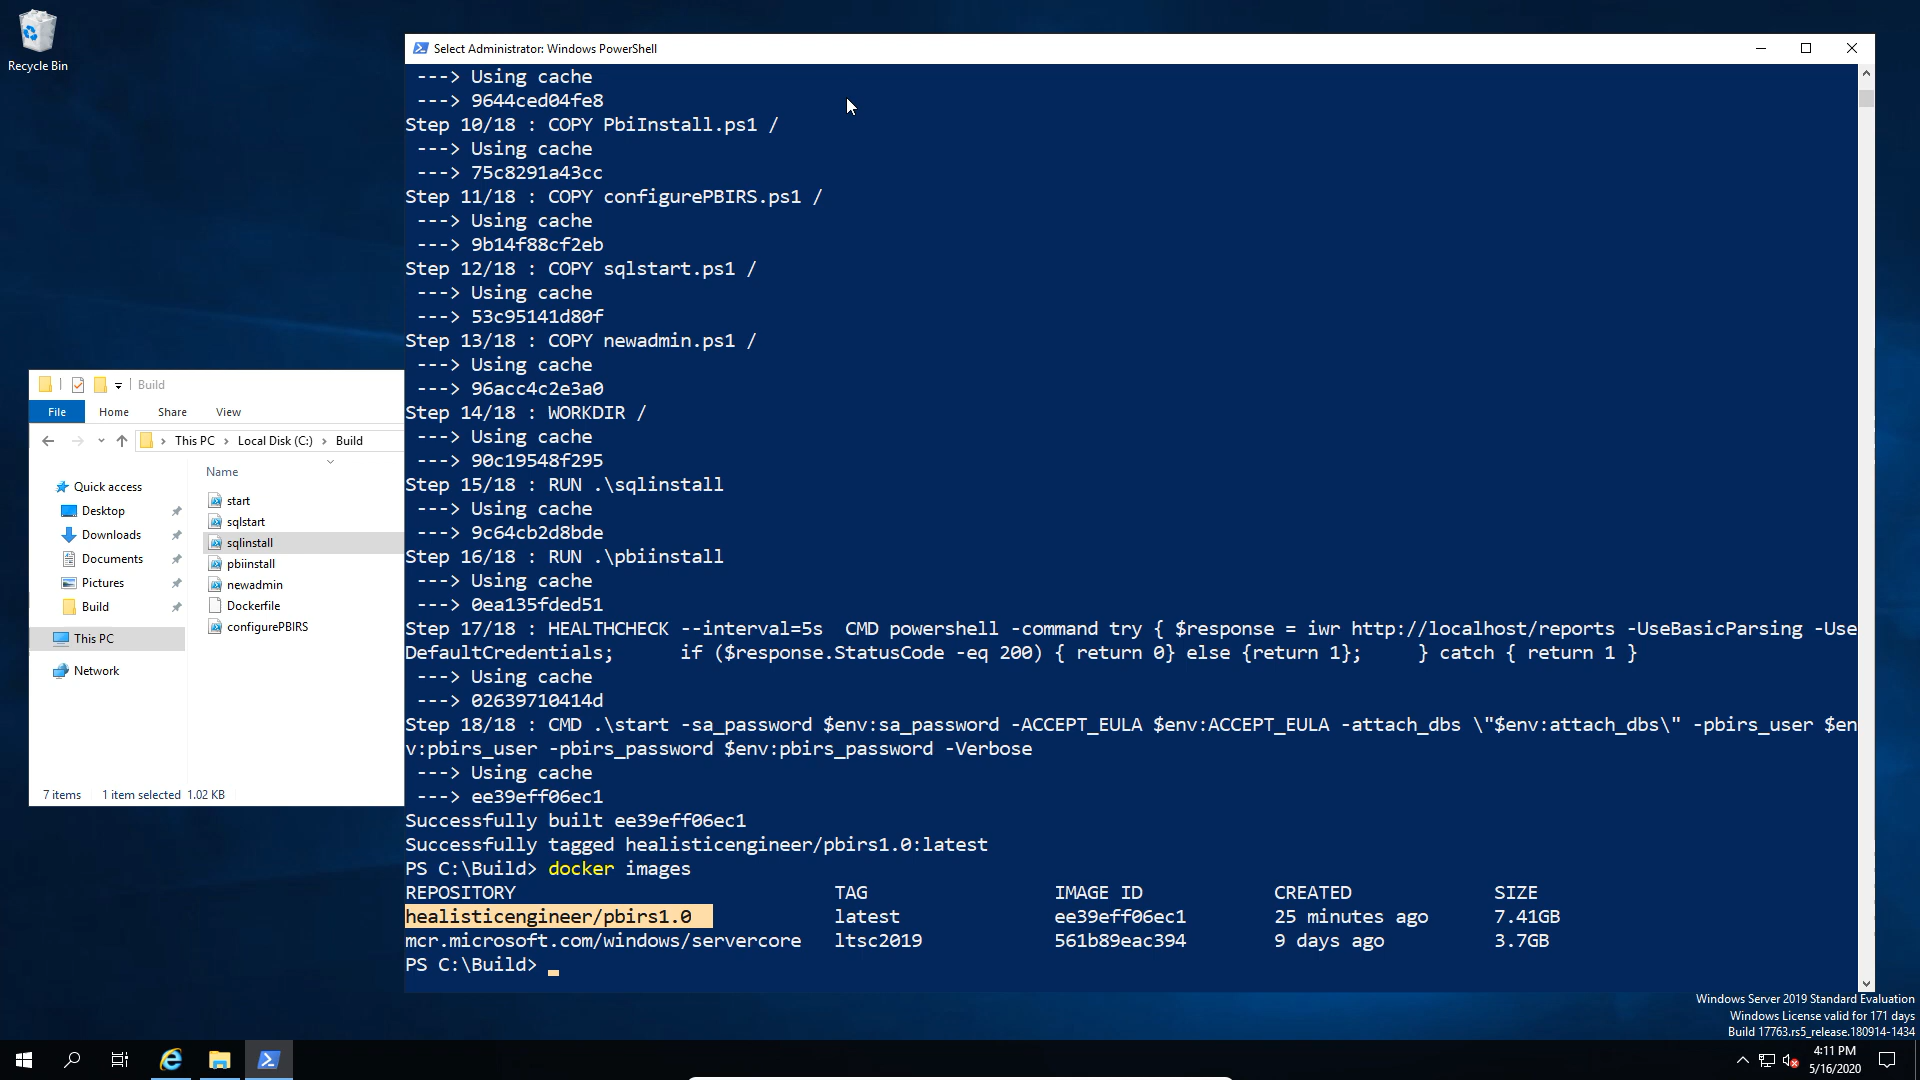 Recycle Bin
Select Administrator: Windows PowerShell
---> Using cache
---> 9644ced04fe8
Step 10/18 : COPY PbiInstall.ps1 /
---> Using cache
---> 75c8291a43cc
Step 11/18 : COPY configurePBIRS.ps1 /
---> Using cache
---> 9b14f88cf2eb
Step 12/18 : COPY sqlstart.ps1 /
---> Using cache
---> 53c95141d80f
Step 13/18 : COPY newadmin.ps1 /
---> Using cache
---> 96acc4c2e3a0
Step 14/18 : WORKDIR /
---> Using cache
---> 90c19548f295
Step 15/18 : RUN .\sqlinstall
---> Using cache
---> 9c64cb2d8bde
Step 16/18 : RUN .\pbiinstall
---> Using cache
---> 0ea135fded51
Step 17/18 : HEALTHCHECK --interval=5s  CMD powershell -command try { $response = iwr http://localhost/reports -UseBasicParsing -Use
DefaultCredentials;      if ($response.StatusCode -eq 200) { return 0} else {return 1};     } catch { return 1 }
---> Using cache
---> 02639710414d
Step 18/18 : CMD .\start -sa_password $env:sa_password -ACCEPT_EULA $env:ACCEPT_EULA -attach_dbs \"$env:attach_dbs\" -pbirs_user $en
v:pbirs_user -pbirs_password $env:pbirs_password -Verbose
---> Using cache
---> ee39eff06ec1
Successfully built ee39eff06ec1
Successfully tagged healisticengineer/pbirs1.0:latest
PS C:\Build> docker images
REPOSITORY TAG IMAGE ID CREATED SIZE
healisticengineer/pbirs1.0 latest ee39eff06ec1 25 minutes ago 7.41GB
mcr.microsoft.com/windows/servercore ltsc2019 561b89eac394 9 days ago 3.7GB
PS C:\Build>
Build
File Home Share View
This PC > Local Disk (C:) > Build
Name
Quick access
Desktop
Downloads
Documents
Pictures
Build
This PC
Network
start
sqlstart
sqlinstall
pbiinstall
newadmin
Dockerfile
configurePBIRS
7 items 1 item selected 1.02 KB
Windows Server 2019 Standard Evaluation
Windows License valid for 171 days
Build 17763.rs5_release.180914-1434
4:11 PM
5/16/2020